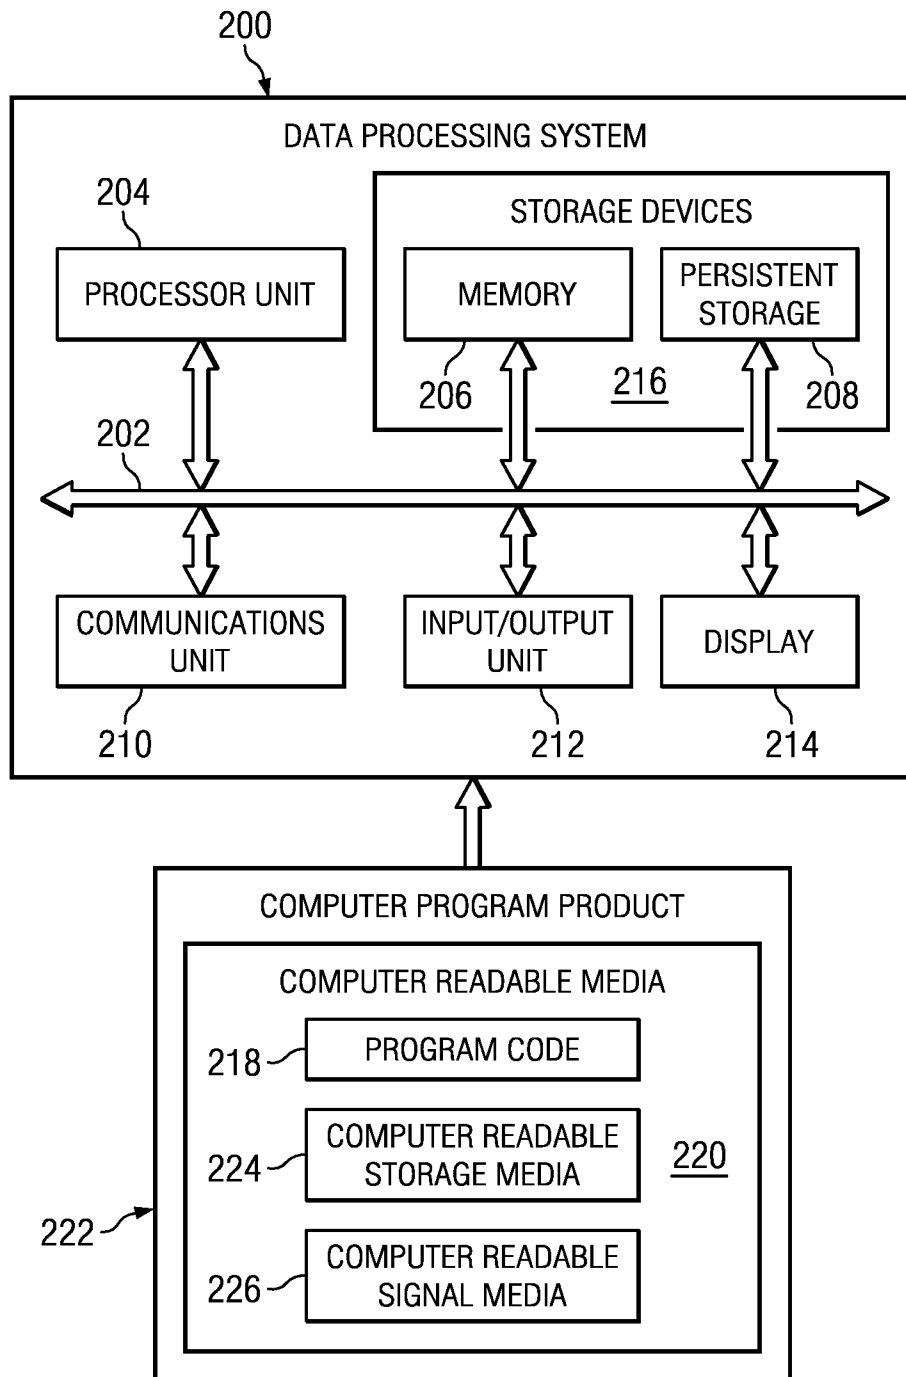 200
DATA PROCESSING SYSTEM
204
STORAGE DEVICES
PROCESSOR UNIT
MEMORY
PERSISTENT
STORAGE
206
216
208
202
COMMUNICATIONS
UNIT
INPUT/OUTPUT
UNIT
DISPLAY
210
212
214
COMPUTER PROGRAM PRODUCT
COMPUTER READABLE MEDIA
218
PROGRAM CODE
224
COMPUTER READABLE
STORAGE MEDIA
220
222
226
COMPUTER READABLE
SIGNAL MEDIA